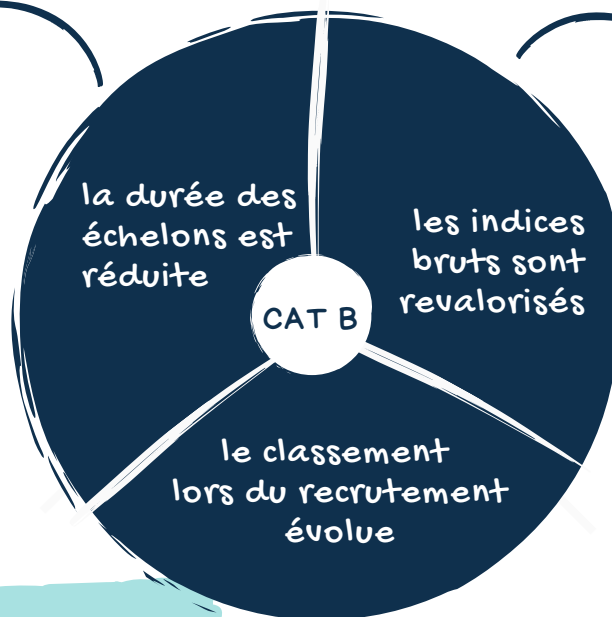 la durée des
échelons est
réduite
les indices
bruts sont
revalorisés
CAT B
le classement
lors du recrutement
évolue